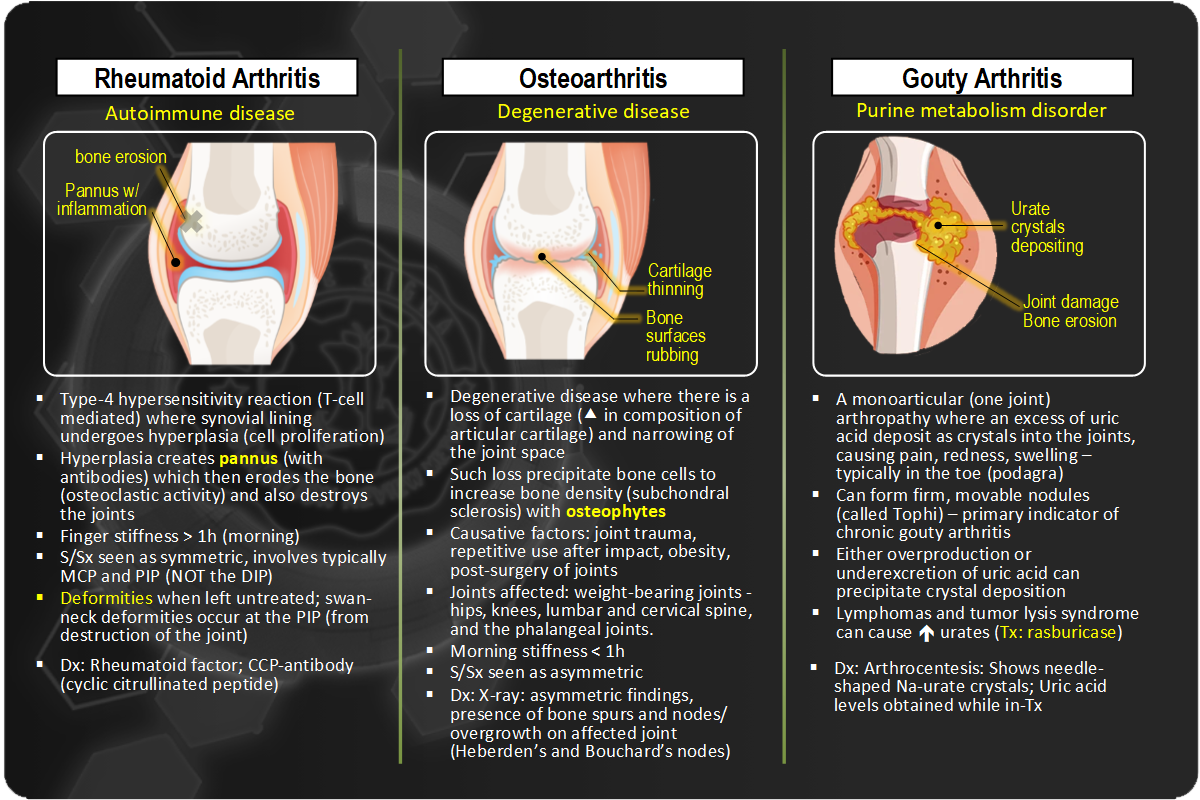 Rheumatoid Arthritis
Autoimmune disease
bone erosion
Pannus w/
inflammation
▪ Type-4 hypersensitivity reaction (T-cell
mediated) where synovial lining
undergoes hyperplasia (cell proliferation)
▪ Hyperplasia creates pannus (with
antibodies) which then erodes the bone
(osteoclastic activity) and also destroys
the joints
▪ Finger stiffness > 1h (morning)
▪ S/Sx seen as symmetric, involves typically
MCP and PIP (NOT the DIP)
▪ Deformities when left untreated; swan-
neck deformities occur at the PIP (from
destruction of the joint)
▪ Dx: Rheumatoid factor; CCP-antibody
(cyclic citrullinated peptide)
Osteoarthritis
Degenerative disease
Cartilage
thinning
Bone
surfaces
rubbing
▪ Degenerative disease where there is a
loss of cartilage (▲ in composition of
articular cartilage) and narrowing of
the joint space
▪ Such loss precipitate bone cells to
increase bone density (subchondral
sclerosis) with osteophytes
▪ Causative factors: joint trauma,
repetitive use after impact, obesity,
post-surgery of joints
▪ Joints affected: weight-bearing joints -
hips, knees, lumbar and cervical spine,
and the phalangeal joints.
▪ Morning stiffness < 1h
▪ S/Sx seen as asymmetric
▪ Dx: X-ray: asymmetric findings,
presence of bone spurs and nodes/
overgrowth on affected joint
(Heberden's and Bouchard's nodes)
Gouty Arthritis
Purine metabolism disorder
Urate
crystals
depositing
Joint damage
Bone erosion
▪ A monoarticular (one joint)
arthropathy where an excess of uric
acid deposit as crystals into the joints,
causing pain, redness, swelling –
typically in the toe (podagra)
▪ Can form firm, movable nodules
(called Tophi) – primary indicator of
chronic gouty arthritis
▪ Either overproduction or
underexcretion of uric acid can
precipitate crystal deposition
▪ Lymphomas and tumor lysis syndrome
can cause ⬆ urates (Tx: rasburicase)
▪ Dx: Arthrocentesis: Shows needle-
shaped Na-urate crystals; Uric acid
levels obtained while in-Tx